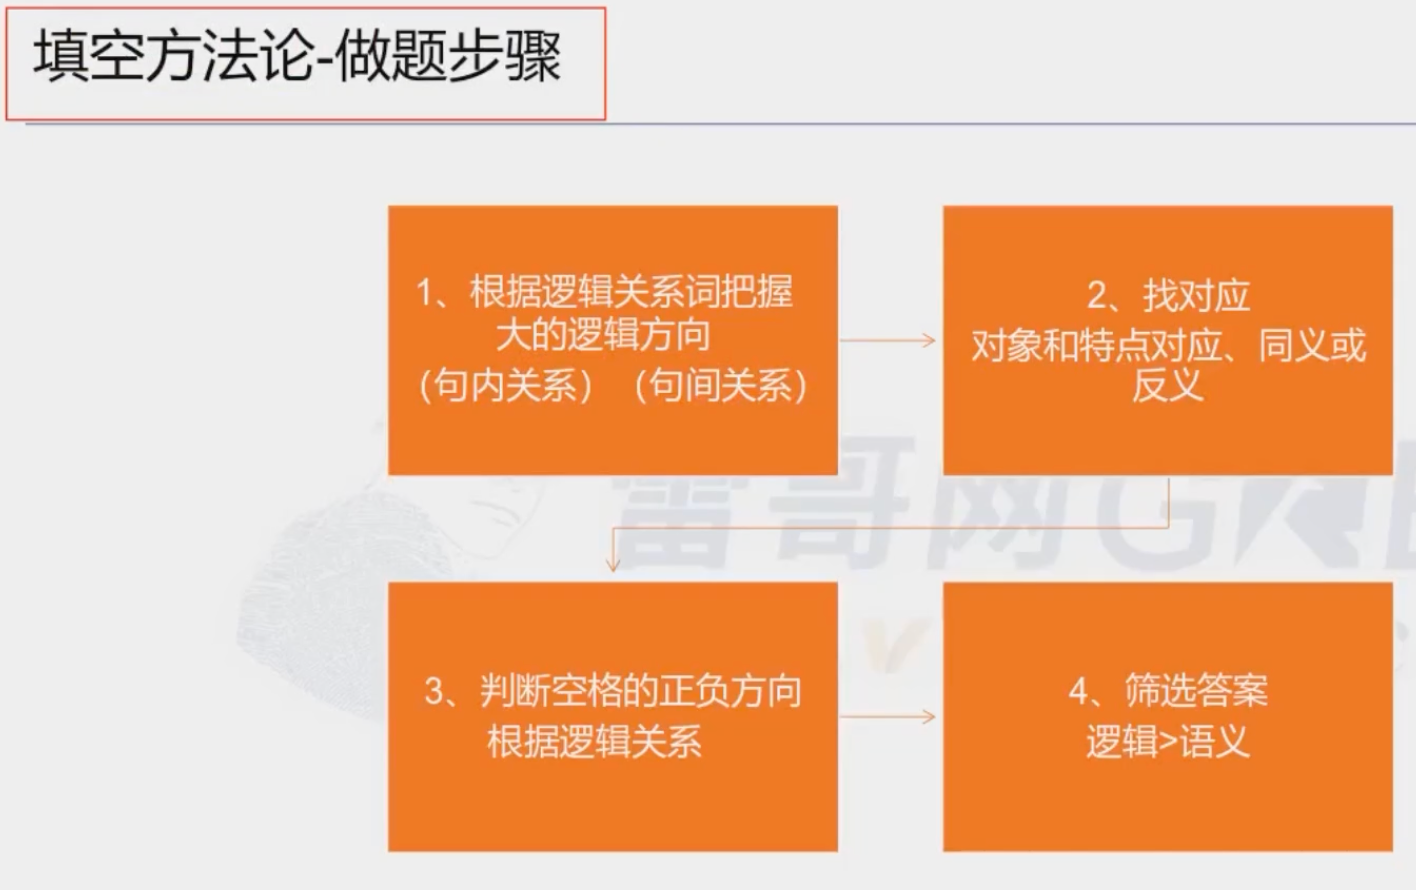 填空方法论-做题步骤
1、根据逻辑关系词把握
大的逻辑方向
（句内关系）（句间关系）
2、找对应
对象和特点对应、同义或
反义
雷哥网GRE
3、判断空格的正负方向
根据逻辑关系
4、筛选答案
逻辑>语义